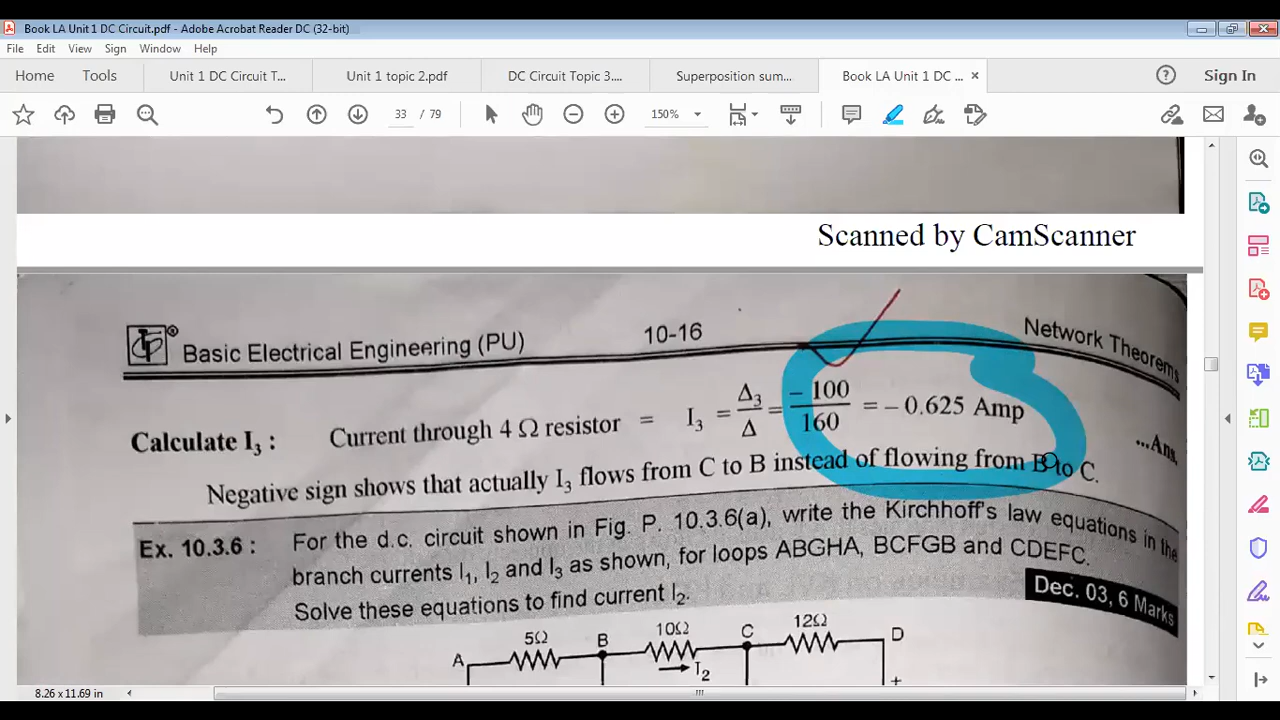 Book LA Unit 1 DC Circuit.pdf - Adobe Acrobat Reader DC (32-bit)
File Edit View Sign Window Help
Home Tools Unit 1 DC Circuit T... Unit 1 topic 2.pdf DC Circuit Topic 3.... Superposition sum... Book LA Unit 1 DC ... × Sign In
33 / 79 150%
Scanned by CamScanner
Basic Electrical Engineering (PU) 10-16 Network Theorems
Calculate I₃ : Current through 4 Ω resistor = I₃ = Δ₃/Δ = – 100/160 = – 0.625 Amp ...Ans.
Negative sign shows that actually I₃ flows from C to B instead of flowing from B to C.
Ex. 10.3.6 : For the d.c. circuit shown in Fig. P. 10.3.6(a), write the Kirchhoff's law equations in the
branch currents I₁, I₂ and I₃ as shown, for loops ABGHA, BCFGB and CDEFC.
Solve these equations to find current I₂.
Dec. 03, 6 Marks
5Ω 10Ω 12Ω
A B C D
I₂ +
8.26 x 11.69 in